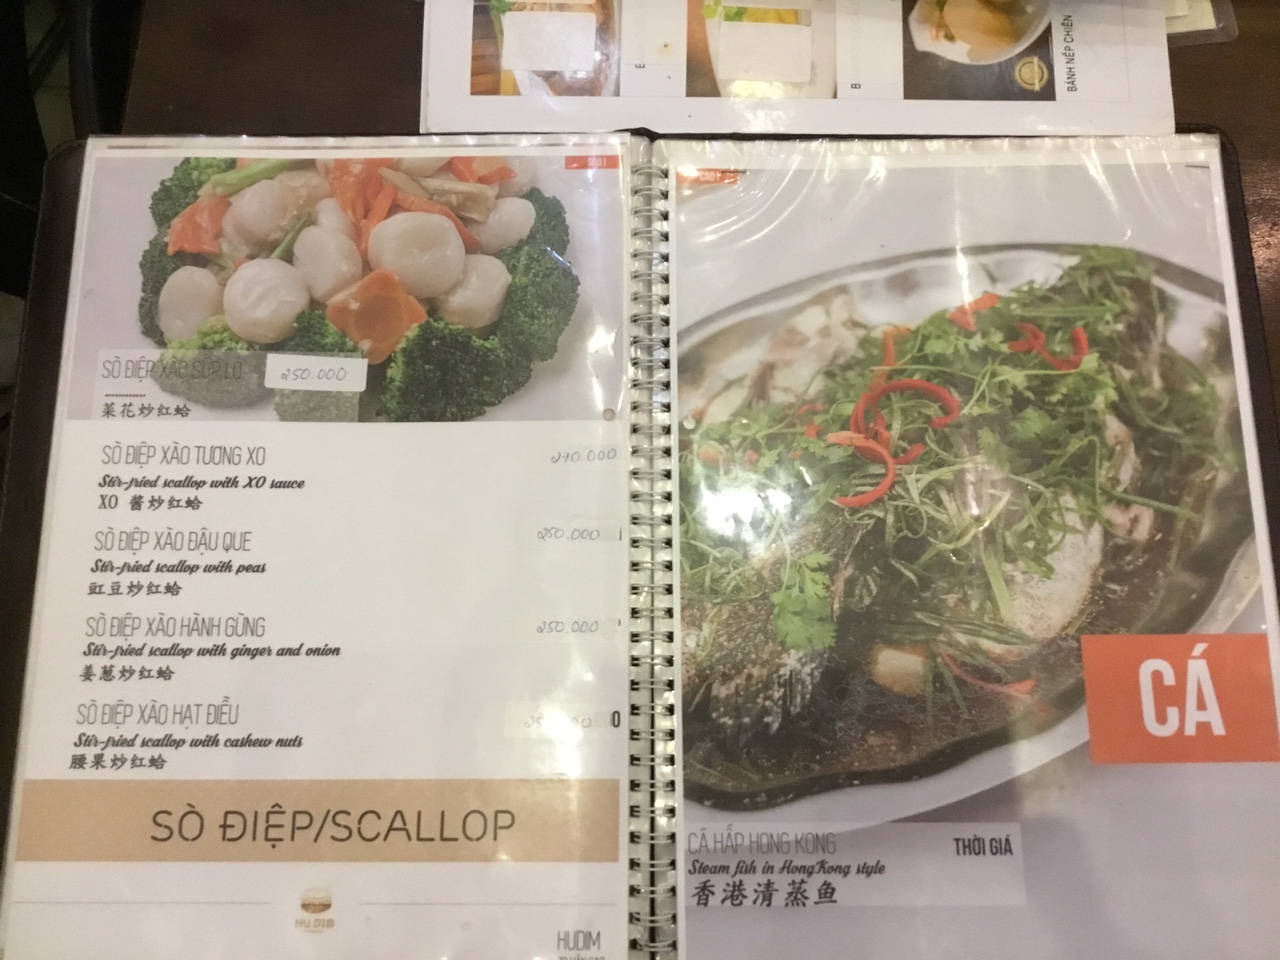 BÁNH NẾP CHIÊN
B
SÒ ĐIỆP XÀO SÚP LƠ 250.000
菜花炒红蛤
SÒ ĐIỆP XÀO TƯƠNG XO 270.000
Stir-fried scallop with XO sauce
XO 酱炒红蛤
SÒ ĐIỆP XÀO ĐẬU QUE 250.000
Stir-fried scallop with peas
豇豆炒红蛤
SÒ ĐIỆP XÀO HÀNH GỪNG 250.000
Stir-fried scallop with ginger and onion
姜葱炒红蛤
SÒ ĐIỆP XÀO HẠT ĐIỀU
Stir-fried scallop with cashew nuts
腰果炒红蛤
SÒ ĐIỆP/SCALLOP
HU DIM
HUDIM
CÁ
CÁ HẤP HONG KONG THỜI GIÁ
Steam fish in HongKong style
香港清蒸鱼